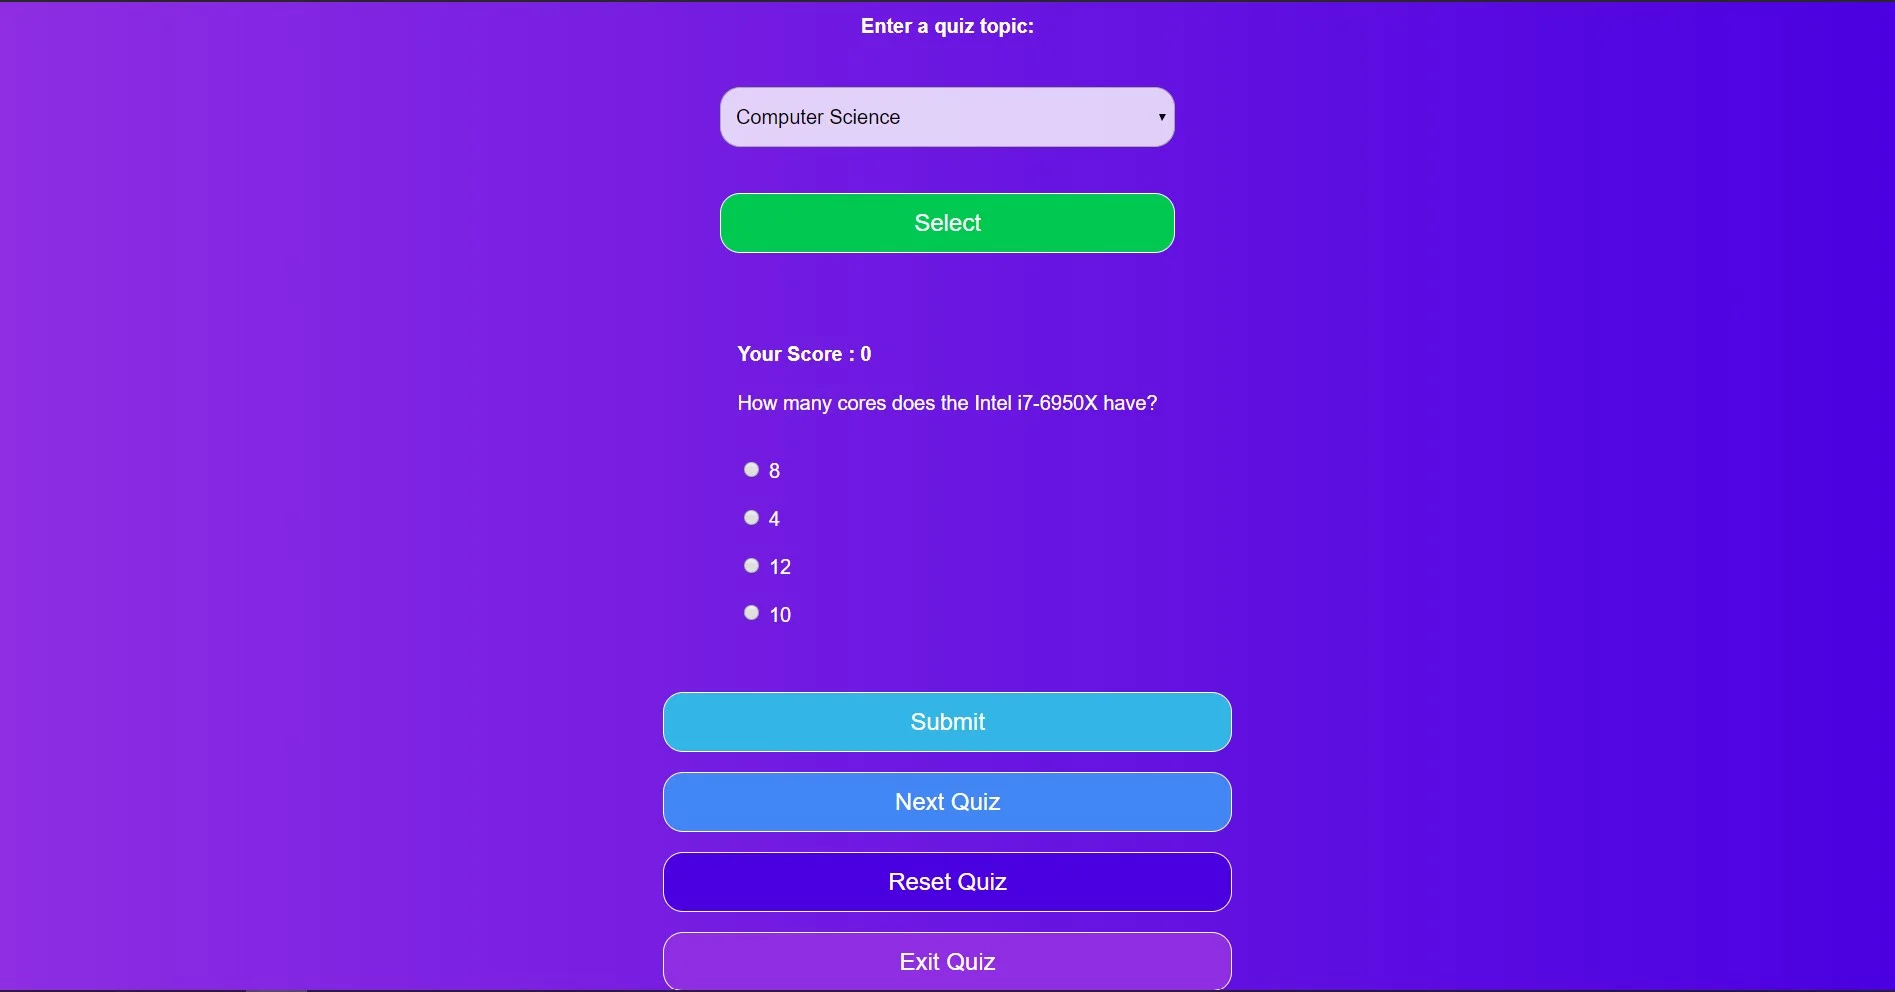 Enter a quiz topic:
Computer Science
Select
Your Score : 0
How many cores does the Intel i7-6950X have?
8
4
12
10
Submit
Next Quiz
Reset Quiz
Exit Quiz